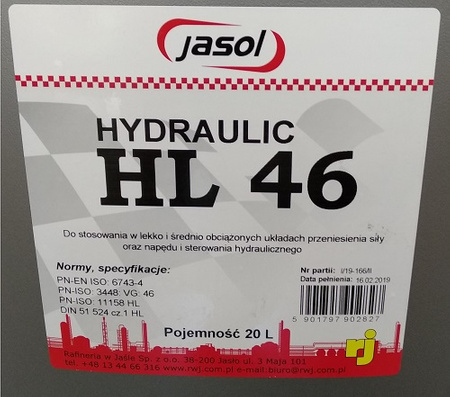 jasol
HYDRAULIC
HL 46
Do stosowania w lekko i średnio obciążonych układach przeniesienia siły
oraz napędu i sterowania hydraulicznego
Normy, specyfikacje:
PN-EN ISO: 6743-4
PN-ISO: 3448: VG: 46
PN-ISO: 11158 HL
DIN 51 524 cz.1 HL
Nr partii: I/19-166/II
Data pełnienia: 16.02.2019
5 901797 902827
Pojemność 20 L
rj
Rafineria w Jaśle Sp. z o.o. 38-200 Jasło ul. 3 Maja 101
tel. +48 13 44 66 316 www.rwj.com.pl e-mail:biuro@rwj.com.pl